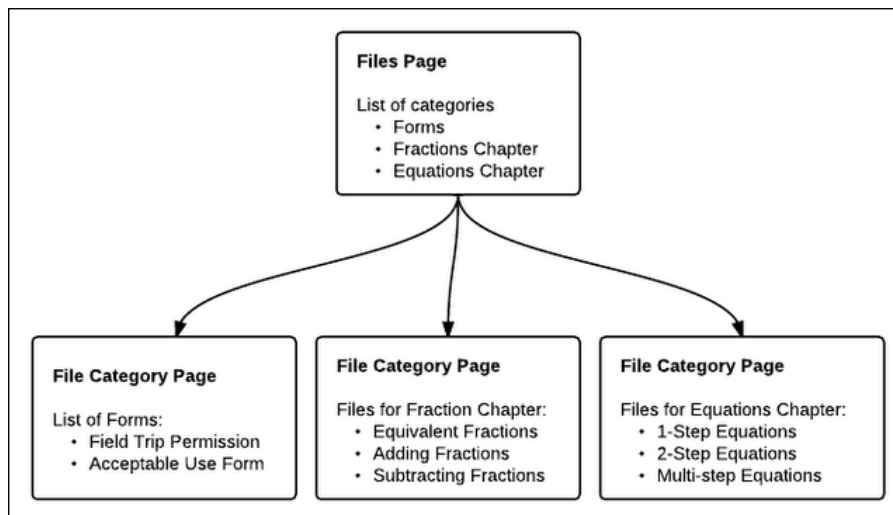 Files Page
List of categories
• Forms
• Fractions Chapter
• Equations Chapter
File Category Page
List of Forms:
• Field Trip Permission
• Acceptable Use Form
File Category Page
Files for Fraction Chapter:
• Equivalent Fractions
• Adding Fractions
• Subtracting Fractions
File Category Page
Files for Equations Chapter:
• 1-Step Equations
• 2-Step Equations
• Multi-step Equations